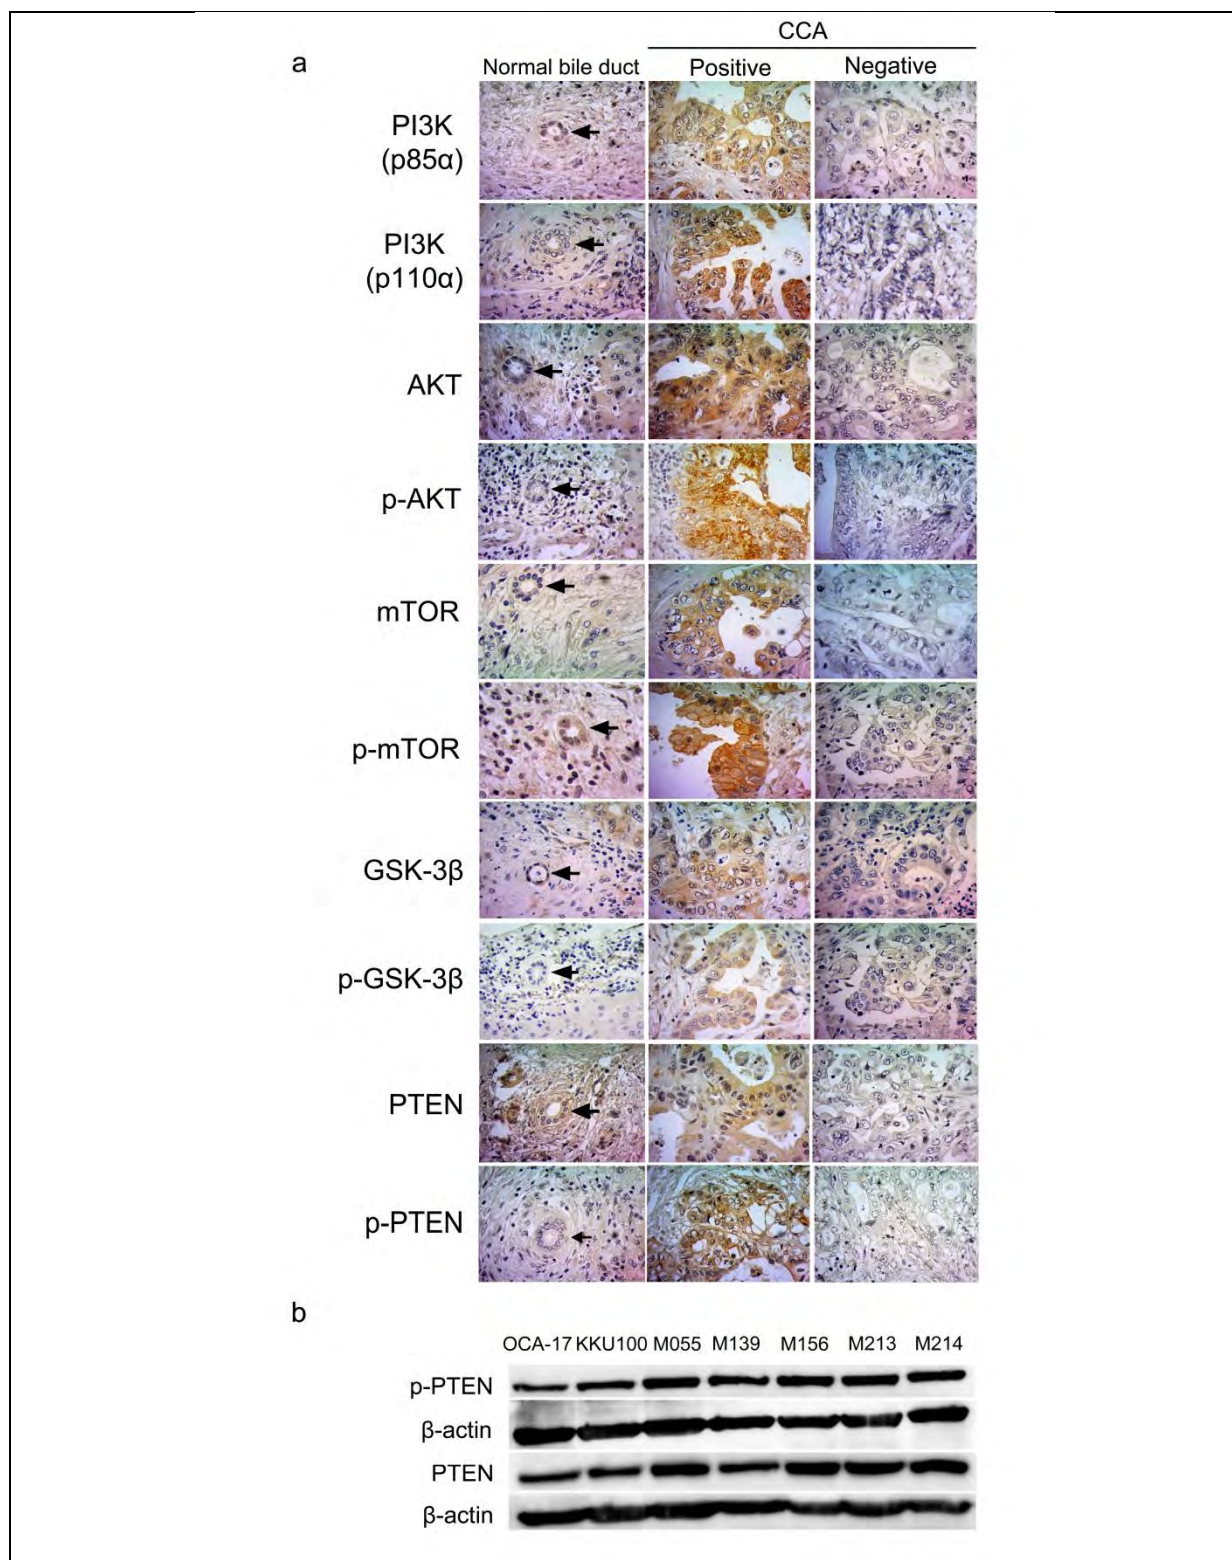 a
CCA
Normal bile duct
Positive
Negative
PI3K
(p85α)
PI3K
(p110α)
AKT
p-AKT
mTOR
p-mTOR
GSK-3β
p-GSK-3β
PTEN
p-PTEN
b
OCA-17 KKU100 M055 M139 M156 M213 M214
p-PTEN
β-actin
PTEN
β-actin